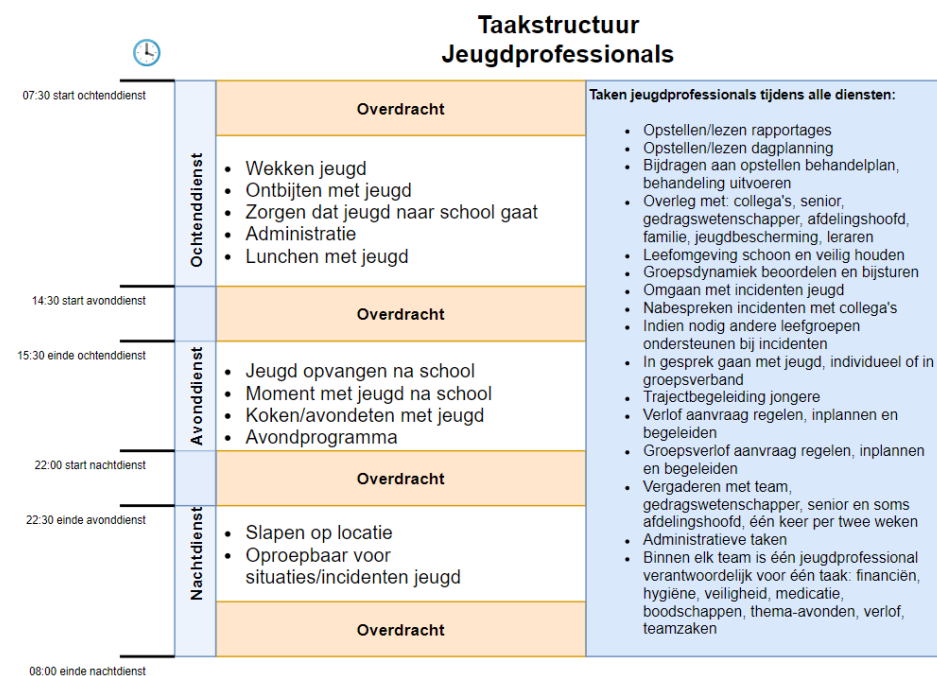 Taakstructuur
Jeugdprofessionals
07:30 start ochtenddienst
Ochtenddienst
Overdracht
• Wekken jeugd
• Ontbijten met jeugd
• Zorgen dat jeugd naar school gaat
• Administratie
• Lunchen met jeugd
14:30 start avonddienst
Overdracht
15:30 einde ochtenddienst
Avonddienst
• Jeugd opvangen na school
• Moment met jeugd na school
• Koken/avondeten met jeugd
• Avondprogramma
22:00 start nachtdienst
Overdracht
22:30 einde avonddienst
Nachtdienst
• Slapen op locatie
• Oproepbaar voor
situaties/incidenten jeugd
Overdracht
08:00 einde nachtdienst
Taken jeugdprofessionals tijdens alle diensten:
• Opstellen/lezen rapportages
• Opstellen/lezen dagplanning
• Bijdragen aan opstellen behandelplan,
behandeling uitvoeren
• Overleg met: collega's, senior,
gedragswetenschapper, afdelingshoofd,
familie, jeugdbescherming, leraren
• Leefomgeving schoon en veilig houden
• Groepsdynamiek beoordelen en bijsturen
• Omgaan met incidenten jeugd
• Nabespreken incidenten met collega's
• Indien nodig andere leefgroepen
ondersteunen bij incidenten
• In gesprek gaan met jeugd, individueel of in
groepsverband
• Trajectbegeleiding jongere
• Verlof aanvraag regelen, inplannen en
begeleiden
• Groepsverlof aanvraag regelen, inplannen
en begeleiden
• Vergaderen met team,
gedragswetenschapper, senior en soms
afdelingshoofd, één keer per twee weken
• Administratieve taken
• Binnen elk team is één jeugdprofessional
verantwoordelijk voor één taak: financiën,
hygiëne, veiligheid, medicatie,
boodschappen, thema-avonden, verlof,
teamzaken